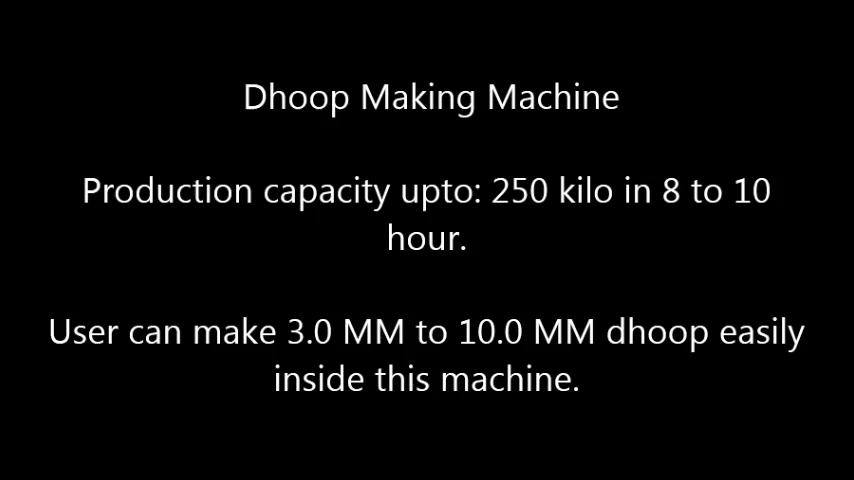 Dhoop Making Machine
Production capacity upto: 250 kilo in 8 to 10
hour.
User can make 3.0 MM to 10.0 MM dhoop easily
inside this machine.